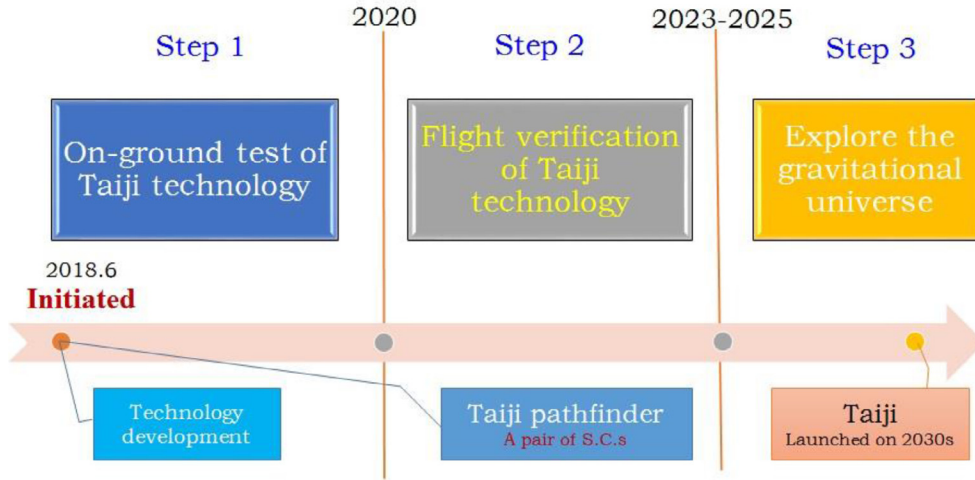 2020
2023-2025
Step 1
Step 2
Step 3
On-ground test of
Taiji technology
Flight verification
of Taiji
technology
Explore the
gravitational
universe
2018.6
Initiated
Technology
development
Taiji pathfinder
A pair of S.C.s
Taiji
Launched on 2030s